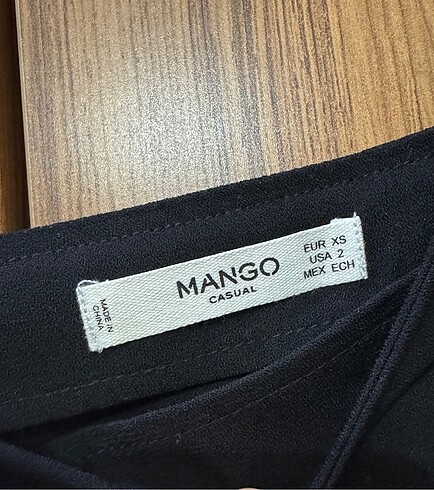 MADE IN
CHINA
MANGO
CASUAL
EUR XS
USA 2
MEX ECH